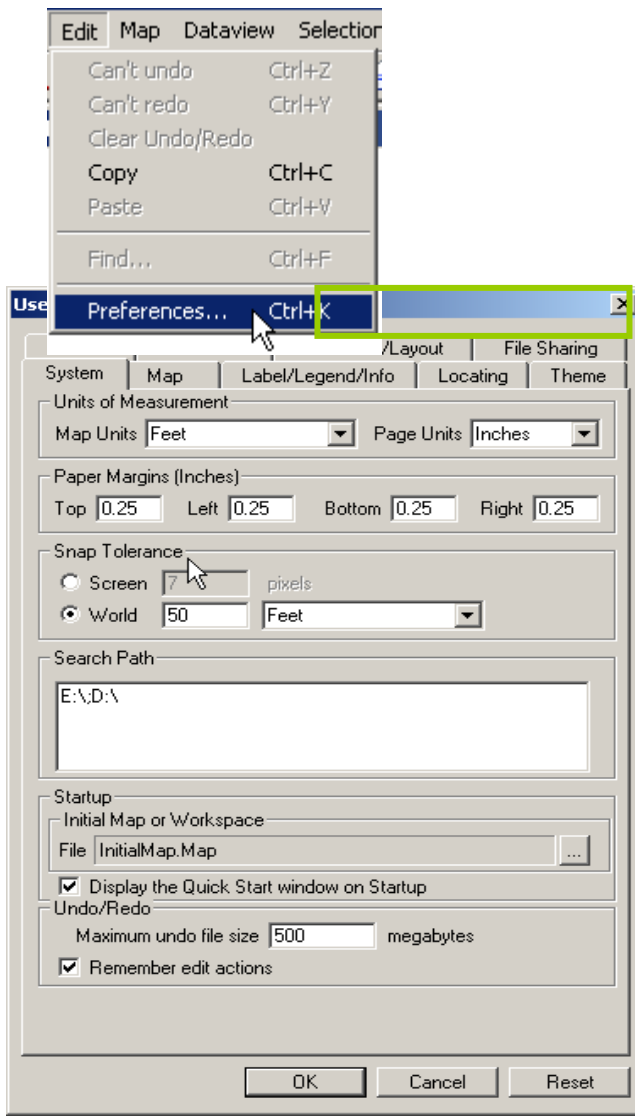 Edit Map Dataview
Can't undo Ctrl+Z
Can't redo Ctrl+Y
Clear Undo/Redo
Copy Ctrl+C
Paste Ctrl+V
Find... Ctrl+F
Preferences... Ctrl+K
/Layout File Sharing
System Map Label/Legend/Info Locating Theme
Units of Measurement
Map Units Feet Page Units Inches
Paper Margins (Inches)
Top 0.25 Left 0.25 Bottom 0.25 Right 0.25
Snap Tolerance
Screen 7 pixels
World 50 Feet
Search Path
E:\;D:\
Startup
Initial Map or Workspace
File InitialMap.Map ...
Display the Quick Start window on Startup
Undo/Redo
Maximum undo file size 500 megabytes
Remember edit actions
OK Cancel Reset